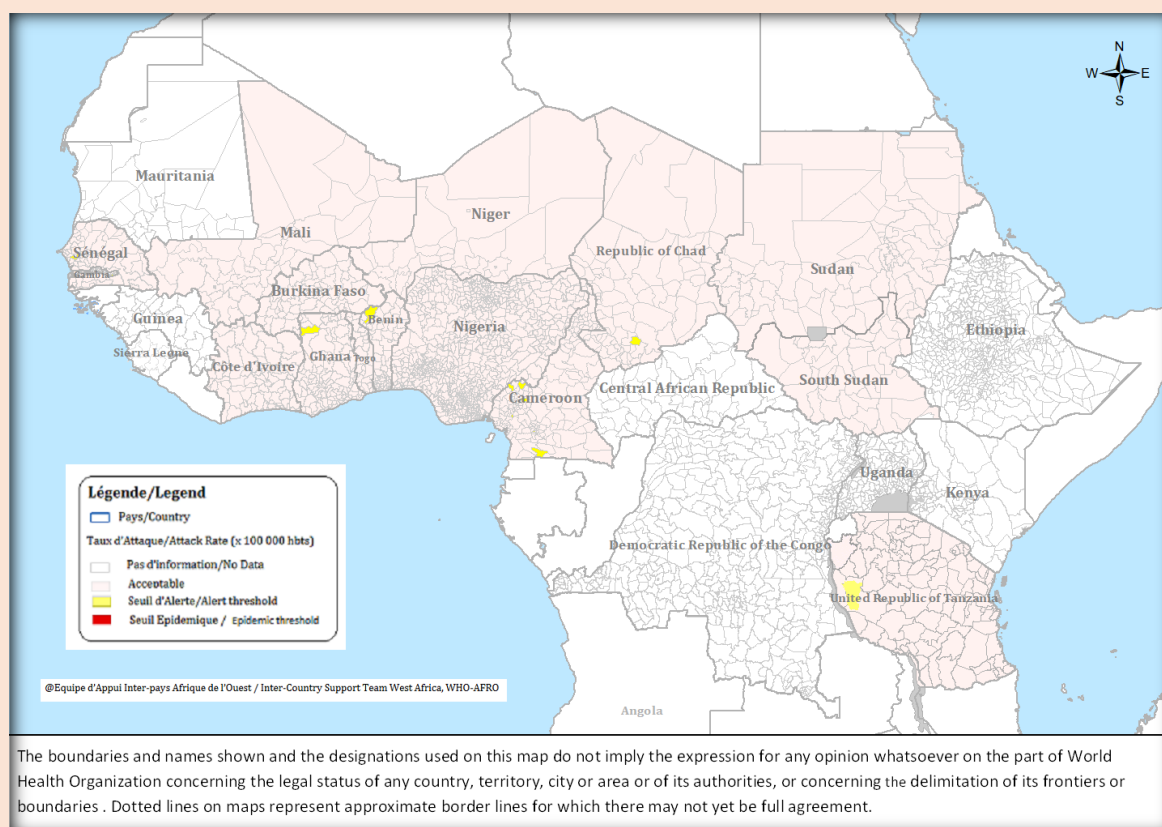 N
W E
S
Mauritania
Mali
Niger
Republic of Chad
Sudan
Sénégal
Gambia
Burkina Faso
Benin
Nigeria
Guinea
Ethiopia
Sierra Leone
Côte d'Ivoire
Ghana
Togo
Cameroon
Central African Republic
South Sudan
Uganda
Kenya
Democratic Republic of the Congo
United Republic of Tanzania
Angola
Légende/Legend
Pays/Country
Taux d'Attaque/Attack Rate (x 100 000 hbts)
Pas d'information/No Data
Acceptable
Seuil d'Alerte/Alert threshold
Seuil Epidemique / Epidemic threshold
@Equipe d'Appui Inter-pays Afrique de l'Ouest / Inter-Country Support Team West Africa, WHO-AFRO
The boundaries and names shown and the designations used on this map do not imply the expression for any opinion whatsoever on the part of World
Health Organization concerning the legal status of any country, territory, city or area or of its authorities, or concerning the delimitation of its frontiers or
boundaries . Dotted lines on maps represent approximate border lines for which there may not yet be full agreement.